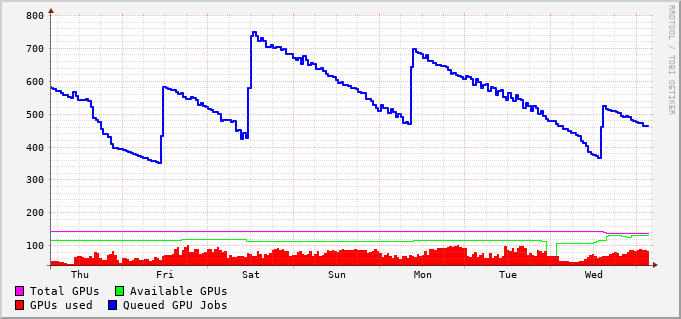 800
700
600
500
400
300
200
100
Thu Fri Sat Sun Mon Tue Wed
Total GPUs Available GPUs
GPUs used Queued GPU Jobs
RRDTOOL / TOBI OETIKER